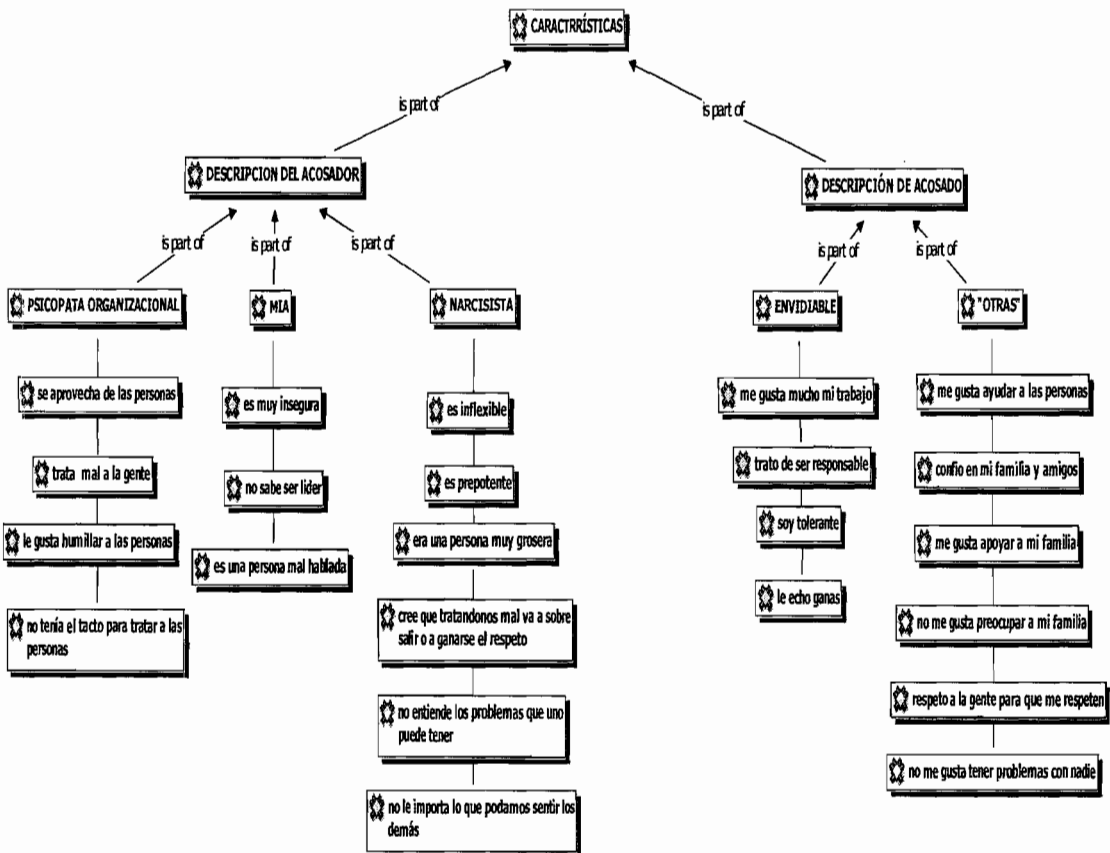 CARACTRRÍSTICAS
is part of
is part of
DESCRIPCION DEL ACOSADOR
DESCRIPCIÓN DE ACOSADO
is part of
is part of
is part of
is part of
is part of
PSICOPATA ORGANIZACIONAL
MIA
NARCISISTA
ENVIDIABLE
"OTRAS"
se aprovecha de las personas
trata mal a la gente
le gusta humillar a las personas
no tenía el tacto para tratar a las
personas
es muy insegura
no sabe ser lider
es una persona mal hablada
es inflexible
es prepotente
era una persona muy grosera
cree que tratandonos mal va a sobre
salir o a ganarse el respeto
no entiende los problemas que uno
puede tener
no le importa lo que podamos sentir los
demás
me gusta mucho mi trabajo
trato de ser responsable
soy tolerante
le echo ganas
me gusta ayudar a las personas
confio en mi familia y amigos
me gusta apoyar a mi familia
no me gusta preocupar a mi familia
respeto a la gente para que me respeten
no me gusta tener problemas con nadie